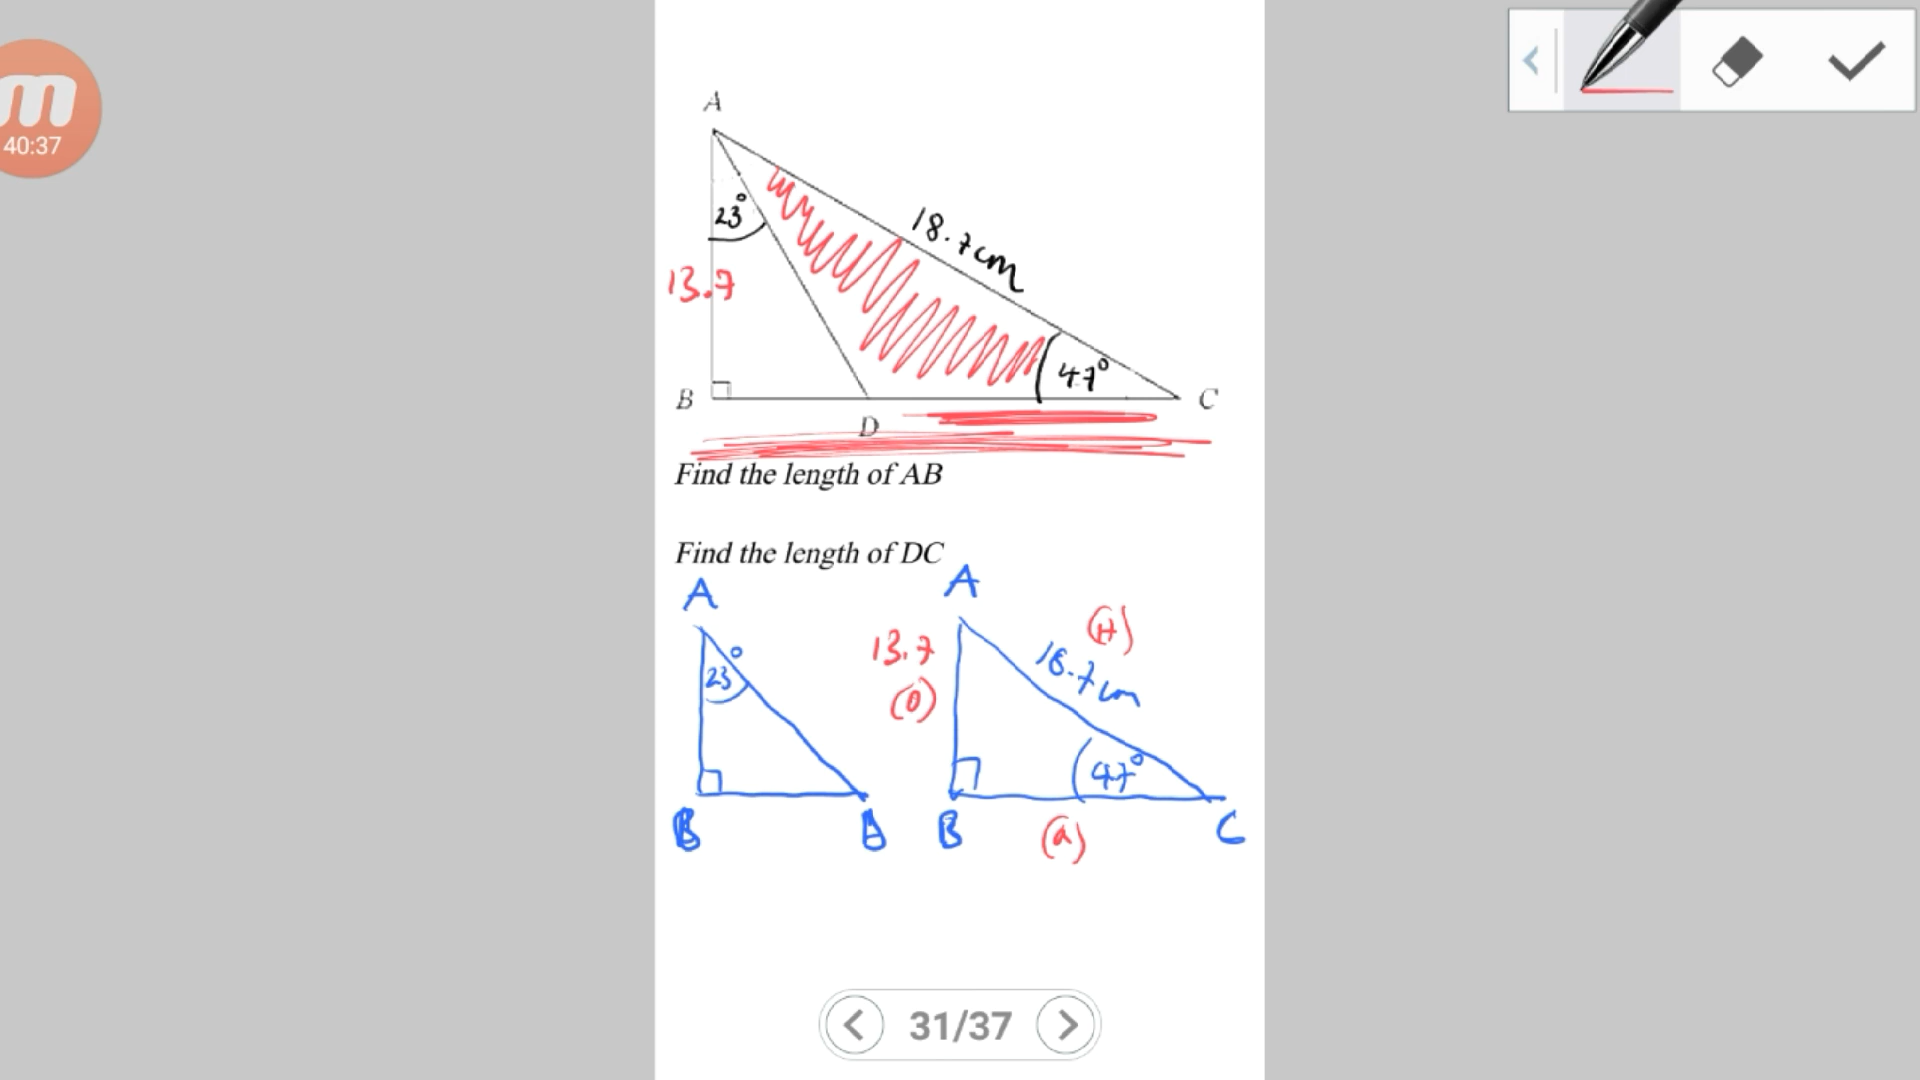 m
40:37
A
23°
18.7cm
13.7
47°
B
D
C
Find the length of AB
Find the length of DC
A
A
23°
13.7
(H)
18.7cm
(O)
47°
B
D
B
(a)
C
31/37